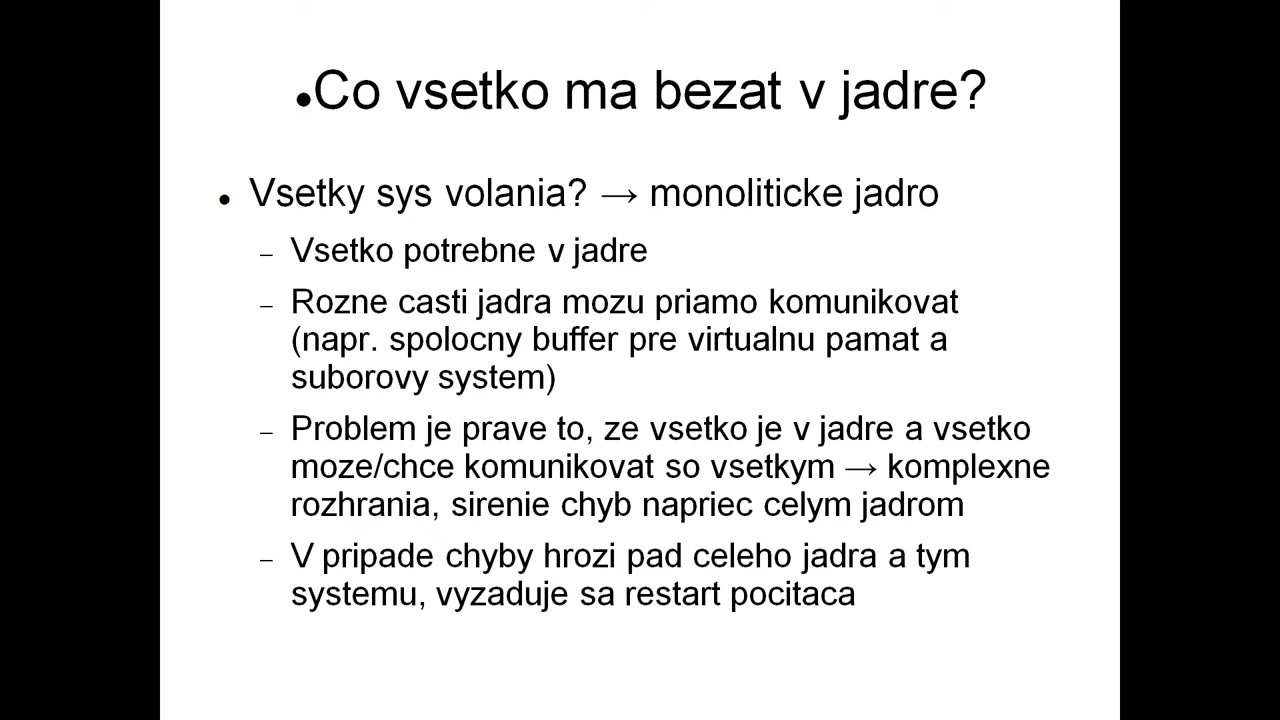 ●Co vsetko ma bezat v jadre?
● Vsetky sys volania? → monoliticke jadro
– Vsetko potrebne v jadre
– Rozne casti jadra mozu priamo komunikovat
(napr. spolocny buffer pre virtualnu pamat a
suborovy system)
– Problem je prave to, ze vsetko je v jadre a vsetko
moze/chce komunikovat so vsetkym → komplexne
rozhrania, sirenie chyb napriec celym jadrom
– V pripade chyby hrozi pad celeho jadra a tym
systemu, vyzaduje sa restart pocitaca